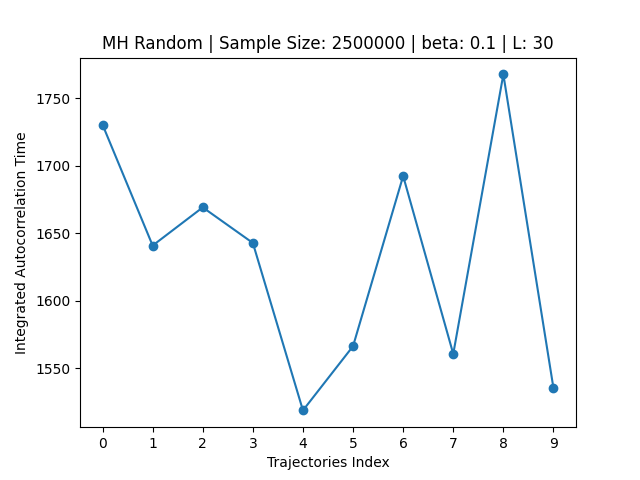 MH Random | Sample Size: 2500000 | beta: 0.1 | L: 30
Integrated Autocorrelation Time
1750
1700
1650
1600
1550
0 1 2 3 4 5 6 7 8 9
Trajectories Index